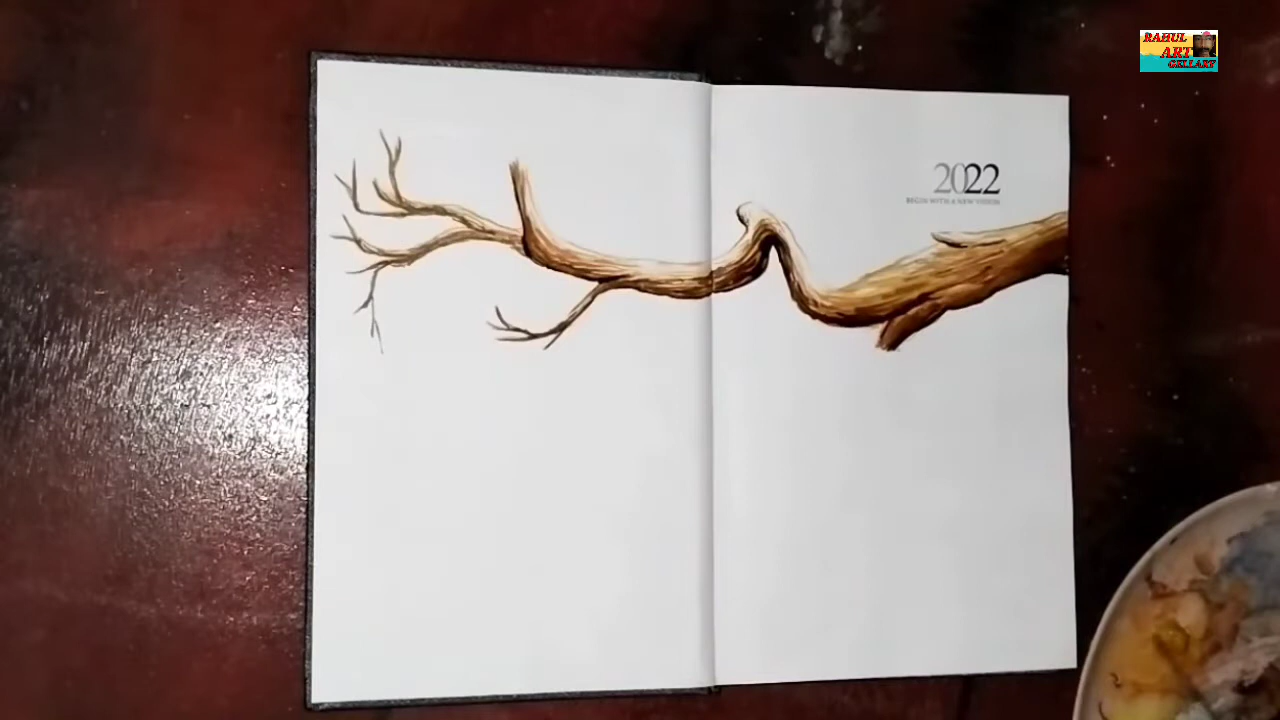 RAHUL
ART
GELLARY
2022
BEGIN WITH A NEW VISION